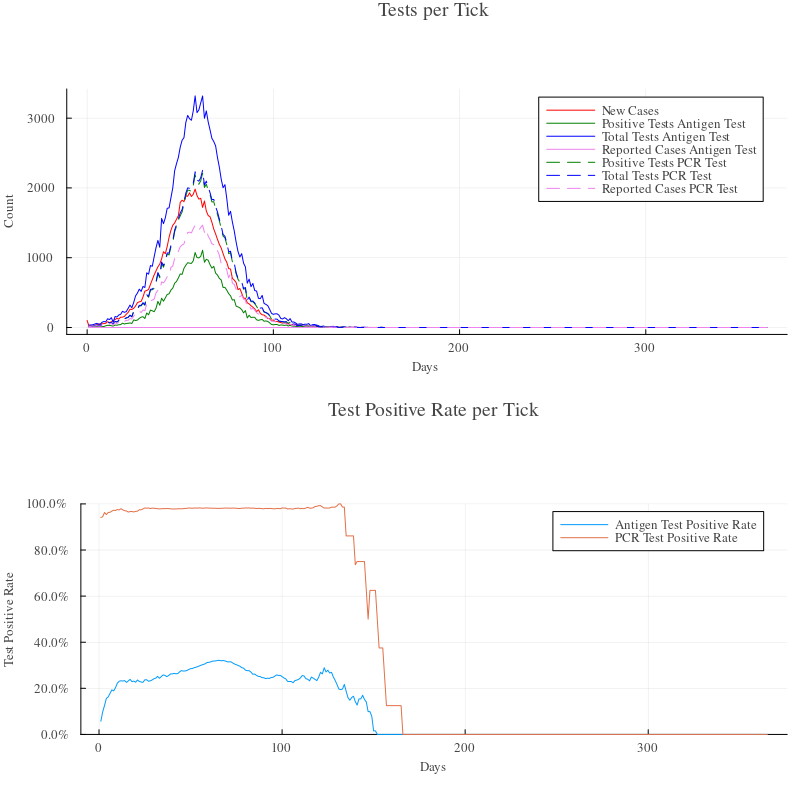 Tests per Tick
3000
2000
1000
0
Count
0
100
200
300
Days
New Cases
Positive Tests Antigen Test
Total Tests Antigen Test
Reported Cases Antigen Test
Positive Tests PCR Test
Total Tests PCR Test
Reported Cases PCR Test
Test Positive Rate per Tick
100.0%
80.0%
60.0%
40.0%
20.0%
0.0%
Test Positive Rate
0
100
200
300
Days
Antigen Test Positive Rate
PCR Test Positive Rate